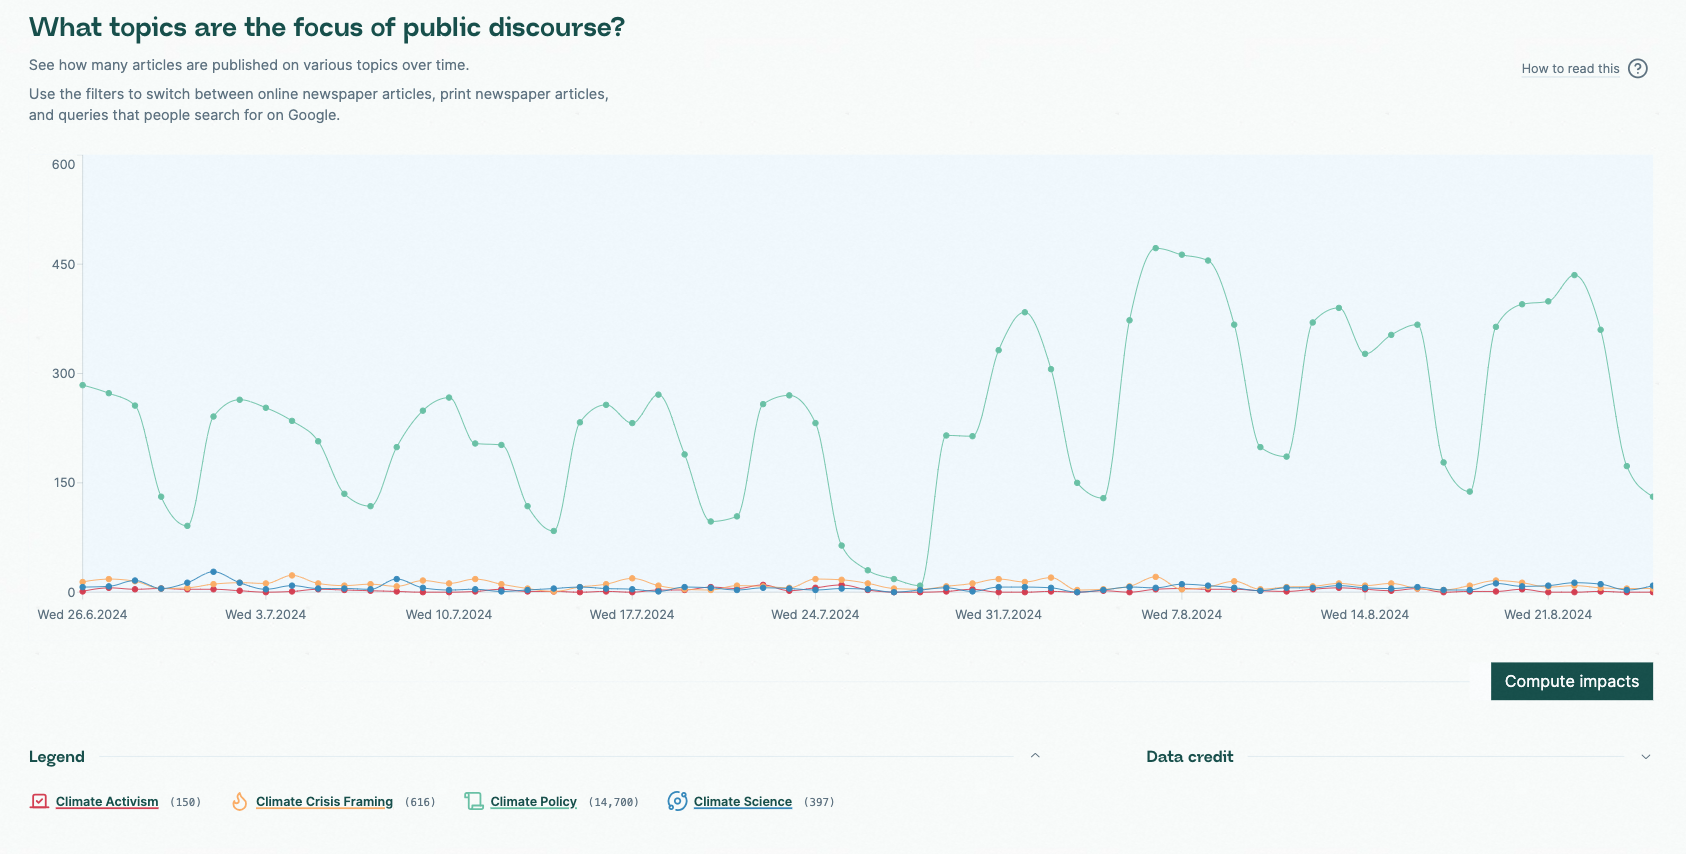 What topics are the focus of public discourse?
See how many articles are published on various topics over time.
How to read this
Use the filters to switch between online newspaper articles, print newspaper articles,
and queries that people search for on Google.
600
450
300
150
0
Wed 26.6.2024 Wed 3.7.2024 Wed 10.7.2024 Wed 17.7.2024 Wed 24.7.2024 Wed 31.7.2024 Wed 7.8.2024 Wed 14.8.2024 Wed 21.8.2024
Compute impacts
Legend
Data credit
Climate Activism (150) Climate Crisis Framing (616) Climate Policy (14,700) Climate Science (397)